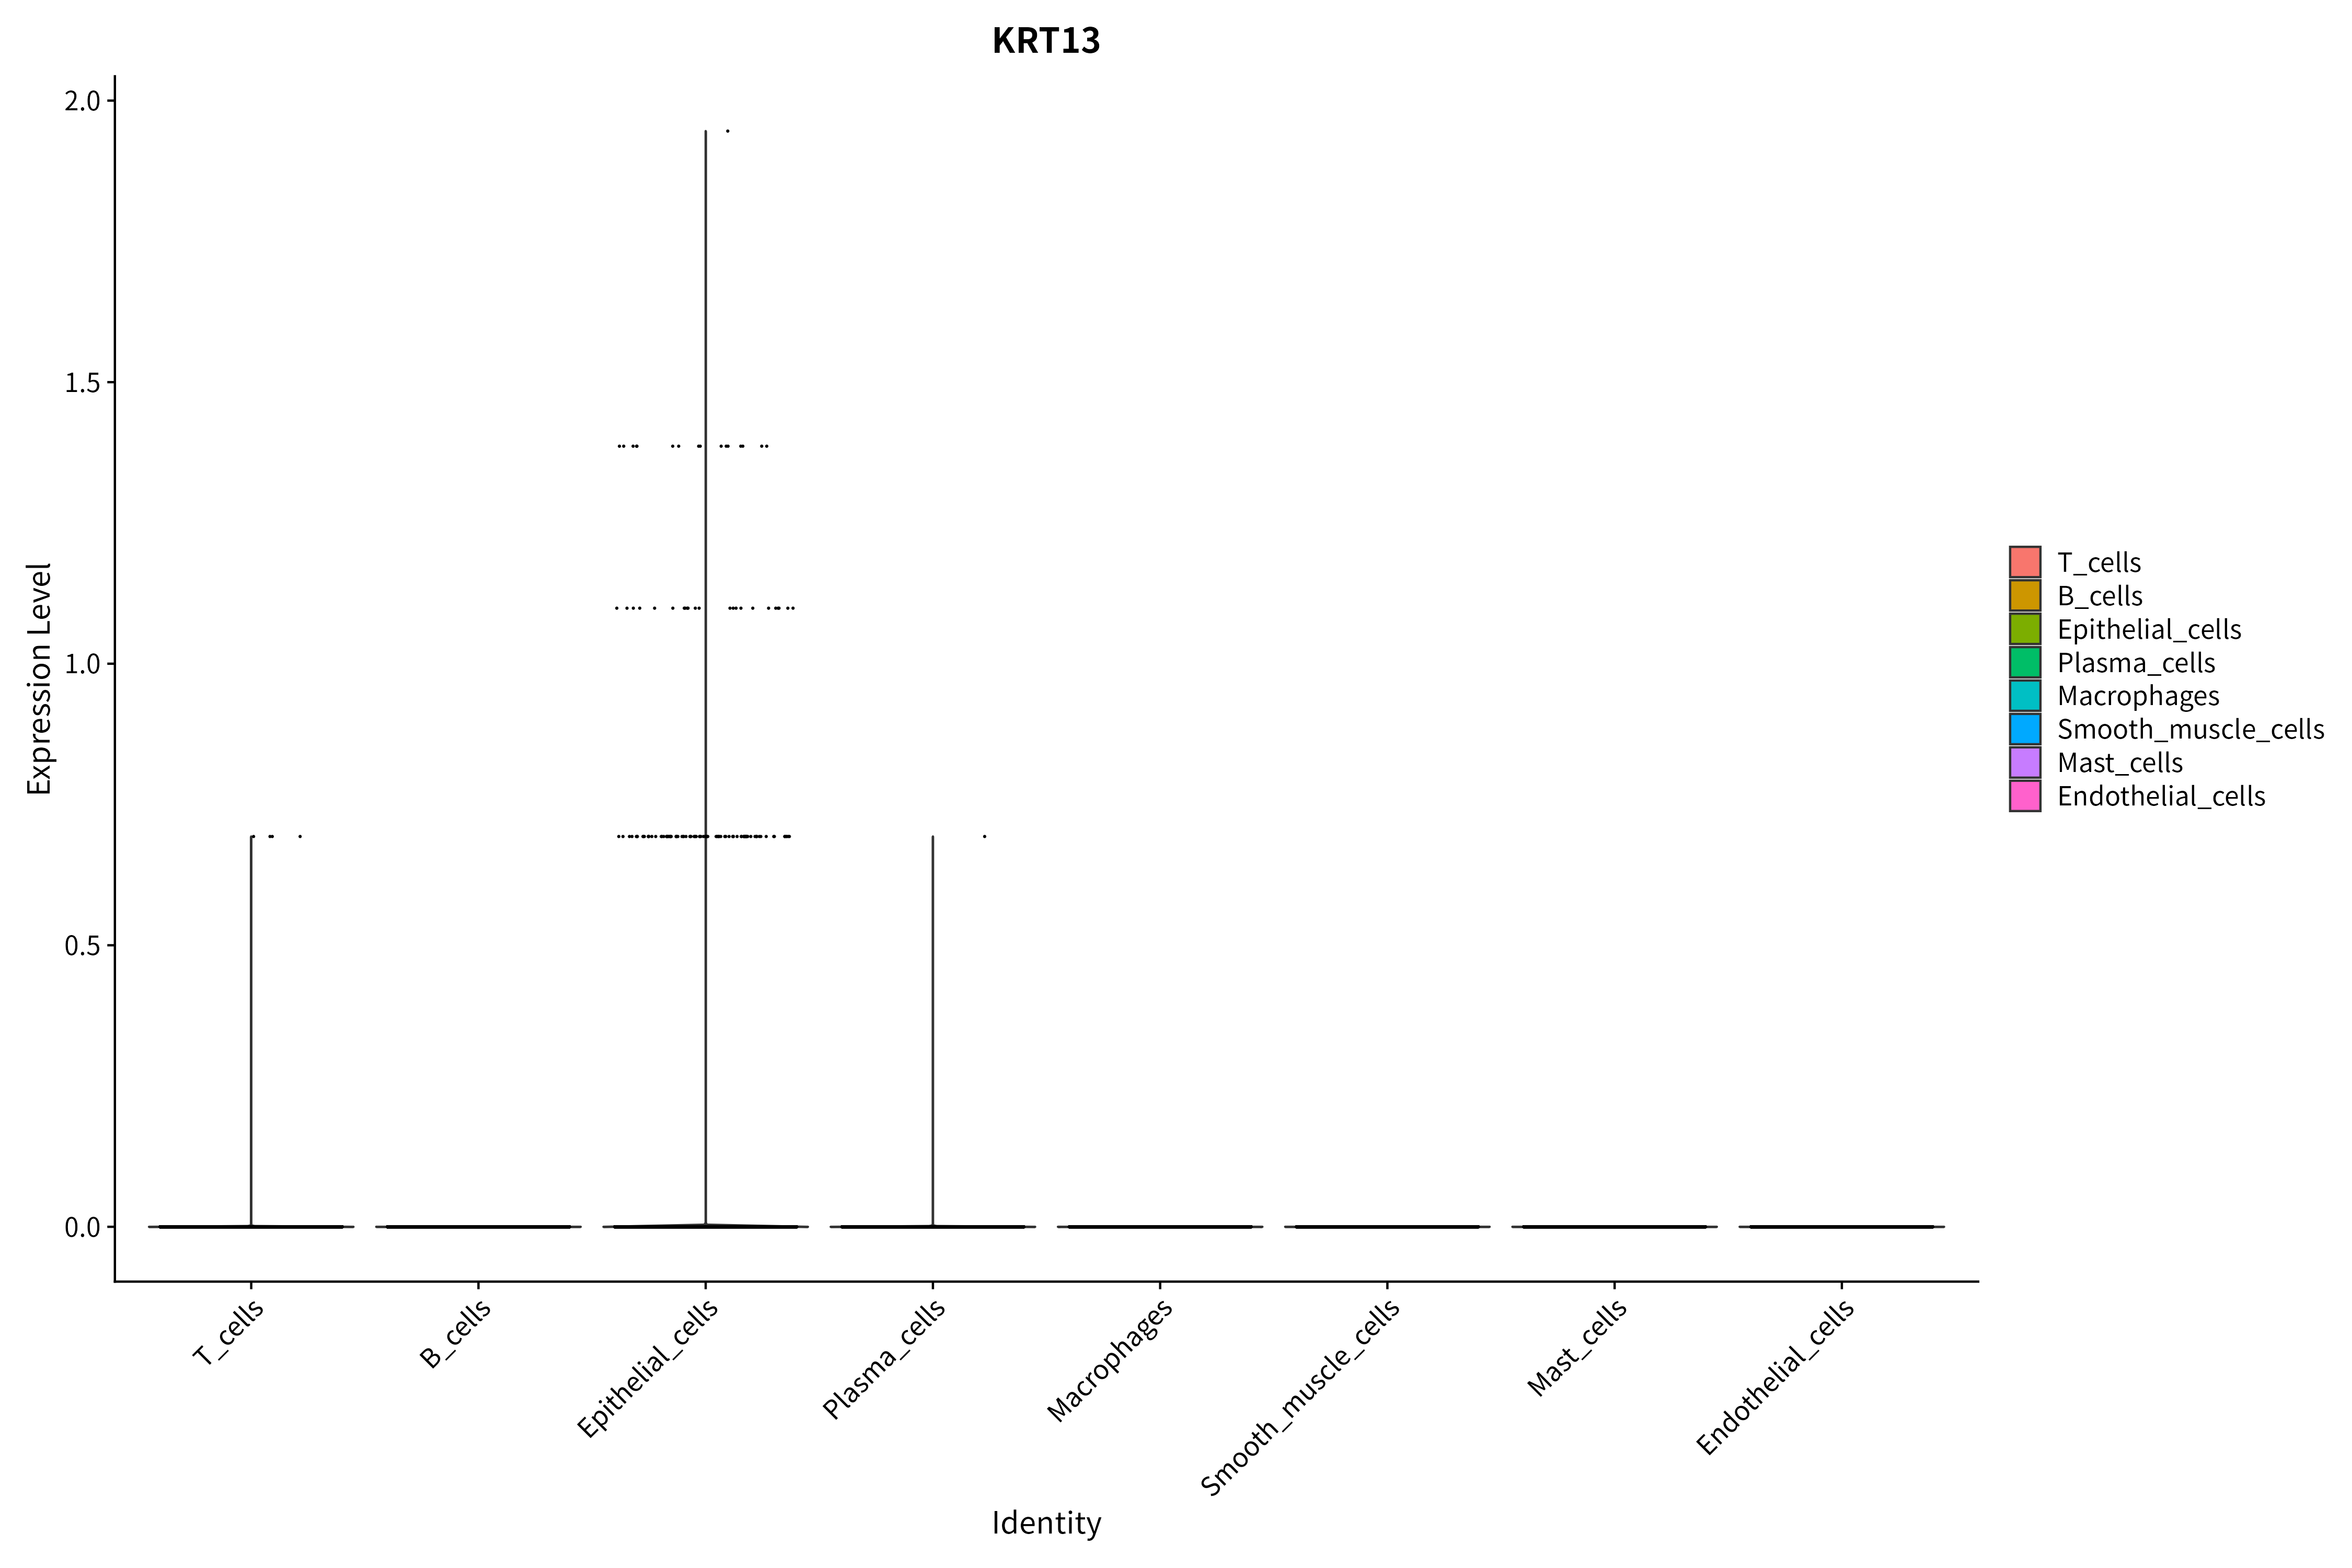 KRT13
Expression Level
2.0
1.5
1.0
0.5
0.0
T_cells
B_cells
Epithelial_cells
Plasma_cells
Macrophages
Smooth_muscle_cells
Mast_cells
Endothelial_cells
Identity
T_cells
B_cells
Epithelial_cells
Plasma_cells
Macrophages
Smooth_muscle_cells
Mast_cells
Endothelial_cells